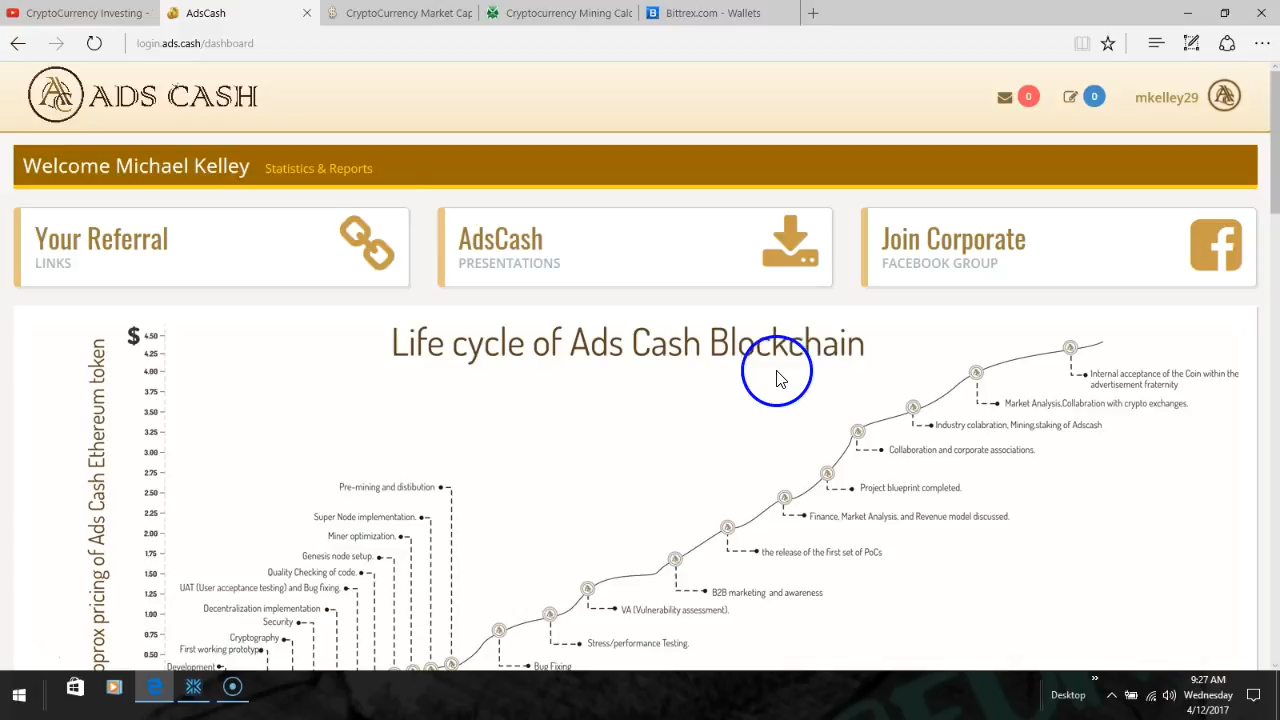 CryptoCurrency Investing -
AdsCash
CryptoCurrency Market Cap
Cryptocurrency Mining Calc
Bittrex.com - Wallets
login.ads.cash/dashboard
ADS CASH
0
0
mkelley29
Welcome Michael Kelley
Statistics & Reports
Your Referral
LINKS
AdsCash
PRESENTATIONS
Join Corporate
FACEBOOK GROUP
Life cycle of Ads Cash Blockchain
$
4.50
4.25
4.00
3.75
3.50
3.25
3.00
2.75
2.50
2.25
2.00
1.75
1.50
1.25
1.00
0.75
0.50
pprox pricing of Ads Cash Ethereum token
Internal acceptance of the Coin within the
advertisement fraternity
Market Analysis,Collabration with crypto exchanges.
Industry colabration, Mining,staking of Adscash
Collaboration and corporate associations.
Project blueprint completed.
Finance, Market Analysis, and Revenue model discussed.
the release of the first set of PoCs
B2B marketing and awareness
VA (Vulnerability assessment).
Stress/performance Testing.
Bug Fixing
Pre-mining and distibution
Super Node implementation.
Miner optimization.
Genesis node setup.
Quality Checking of code.
UAT (User acceptance testing) and Bug fixing.
Decentralization implementation
Security
Cryptography
First working prototyp
Development
Desktop
9:27 AM
Wednesday
4/12/2017